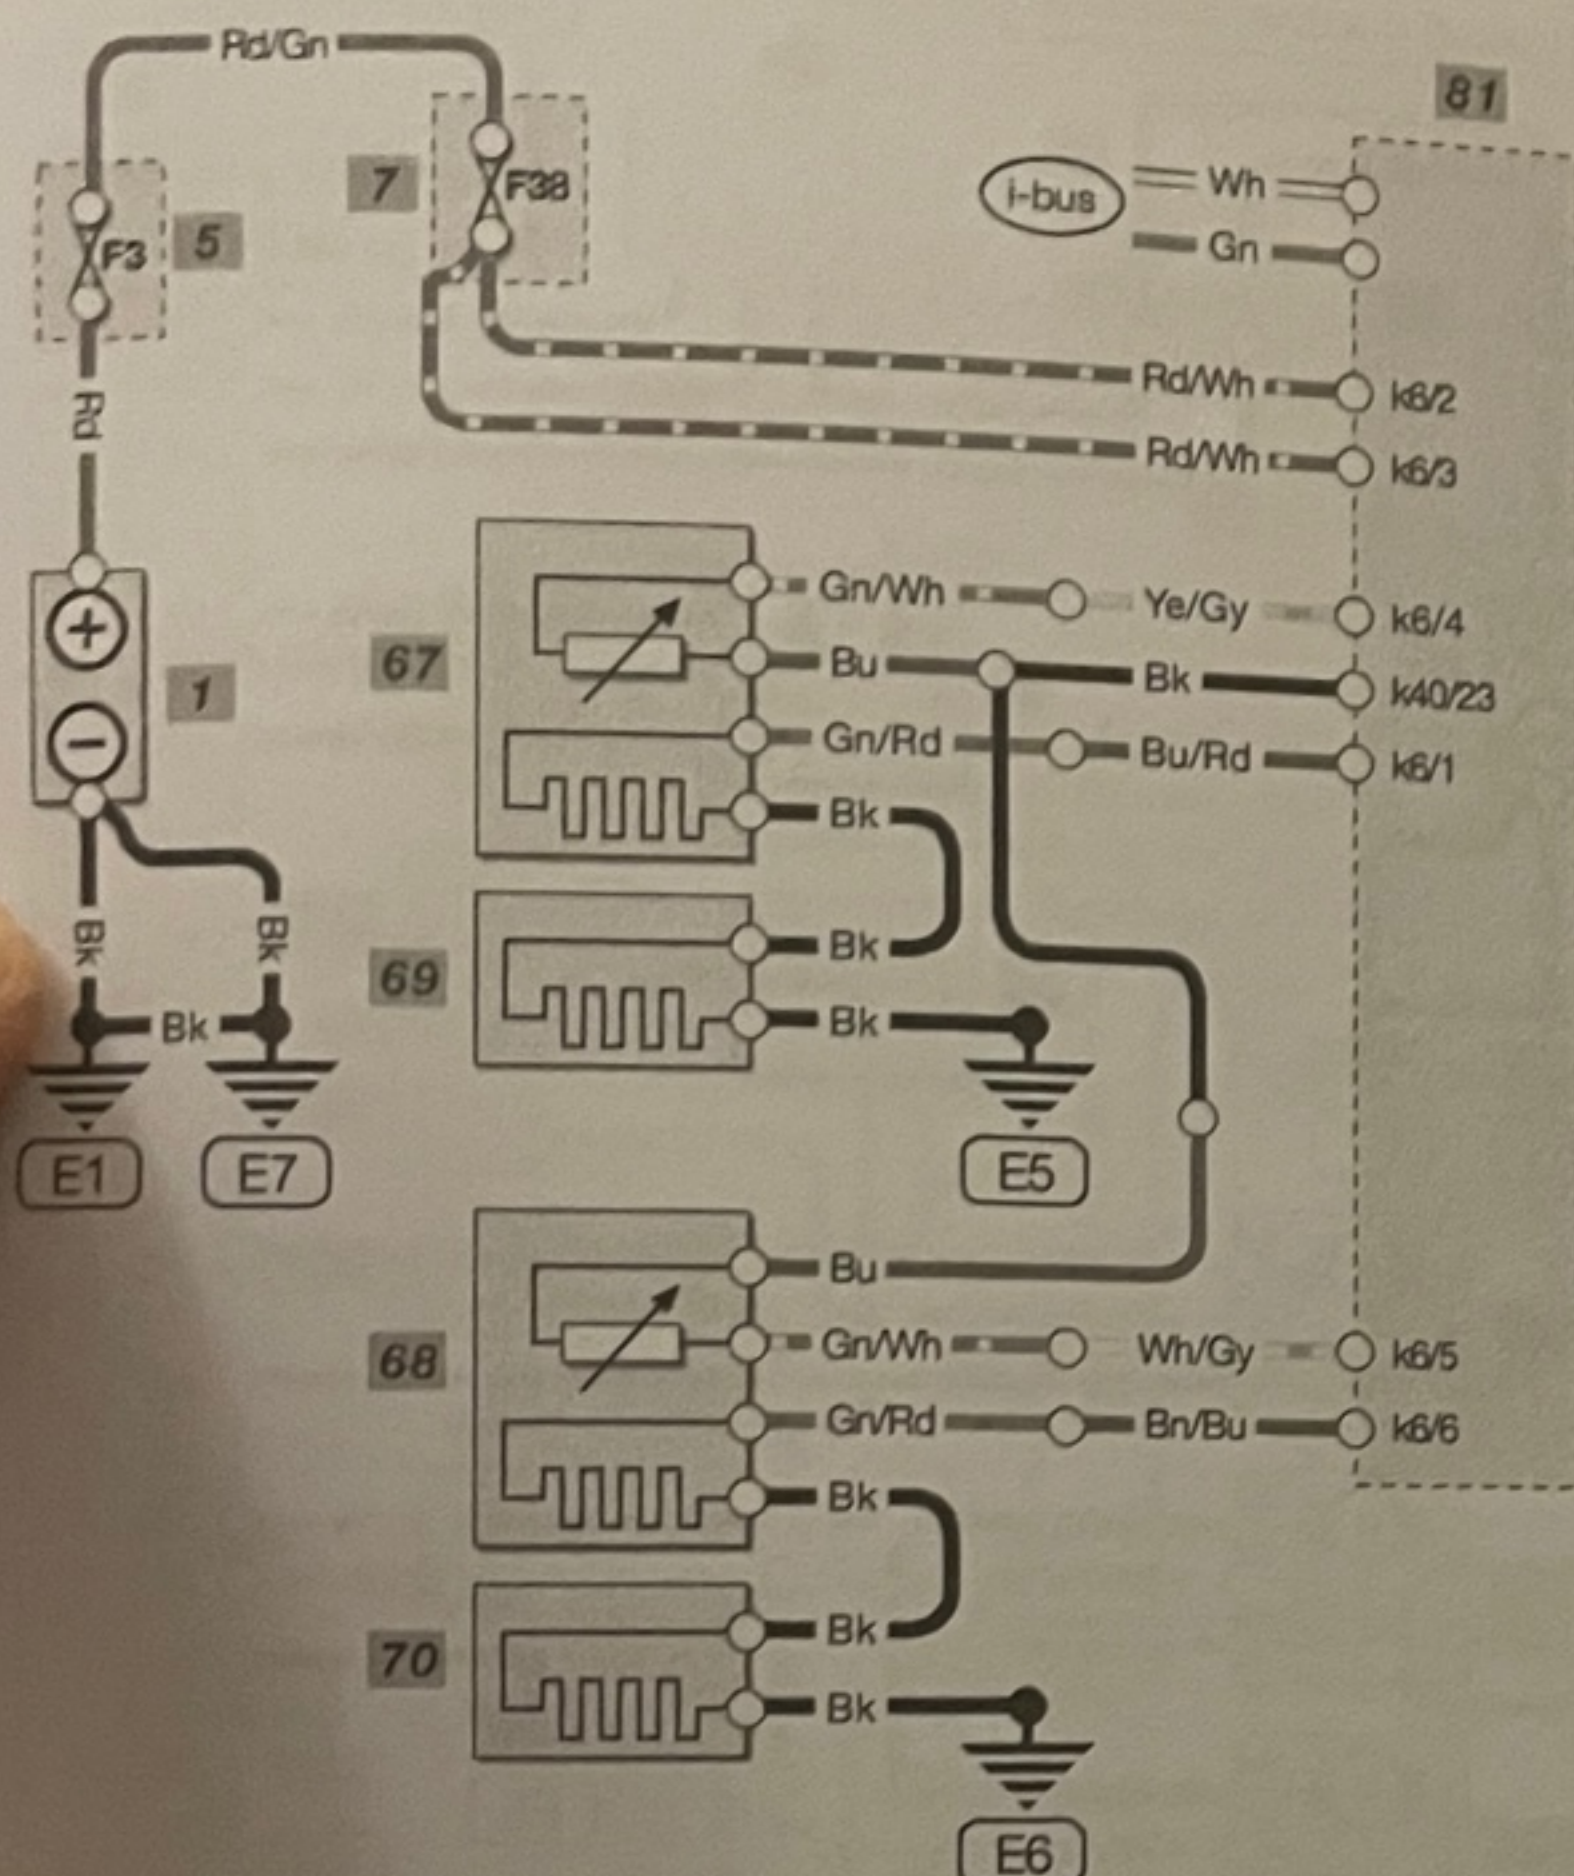 Rd/Gn
81
7
F38
i-bus
Wh
F3
5
Gn
Rd
Rd/Wh
k6/2
Rd/Wh
k6/3
+
1
−
67
Gn/Wh
Ye/Gy
k6/4
Bu
Bk
k40/23
Gn/Rd
Bu/Rd
k6/1
Bk
Bk
Bk
69
Bk
Bk
Bk
E1
E7
E5
68
Bu
Gn/Wh
Wh/Gy
k6/5
Gn/Rd
Bn/Bu
k6/6
Bk
70
Bk
Bk
E6